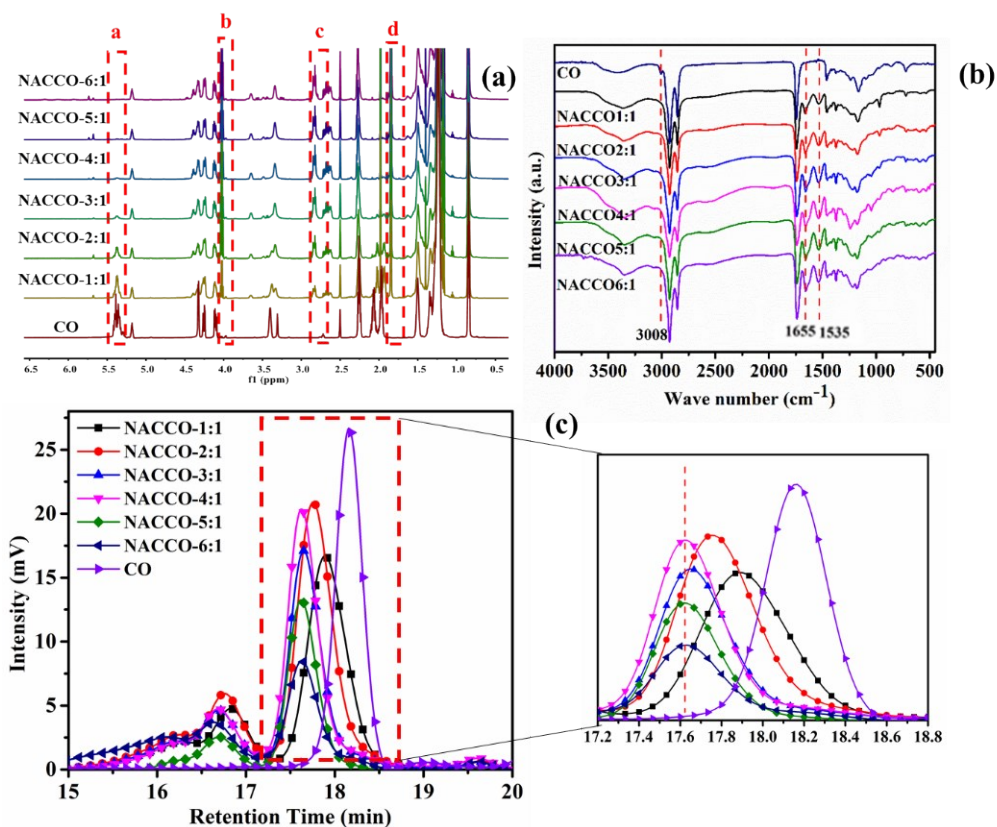 a
b
c
d
(a)
NACCO-6:1
NACCO-5:1
NACCO-4:1
NACCO-3:1
NACCO-2:1
NACCO-1:1
CO
6.5 6.0 5.5 5.0 4.5 4.0 3.5 3.0 2.5 2.0 1.5 1.0 0.5
f1 (ppm)
(b)
CO
NACCO1:1
NACCO2:1
NACCO3:1
NACCO4:1
NACCO5:1
NACCO6:1
3008
1655
1535
Intensity (a.u.)
4000 3500 3000 2500 2000 1500 1000 500
Wave number (cm⁻¹)
(c)
NACCO-1:1
NACCO-2:1
NACCO-3:1
NACCO-4:1
NACCO-5:1
NACCO-6:1
CO
Intensity (mV)
25
20
15
10
5
0
15 16 17 18 19 20
Retention Time (min)
17.2 17.4 17.6 17.8 18.0 18.2 18.4 18.6 18.8